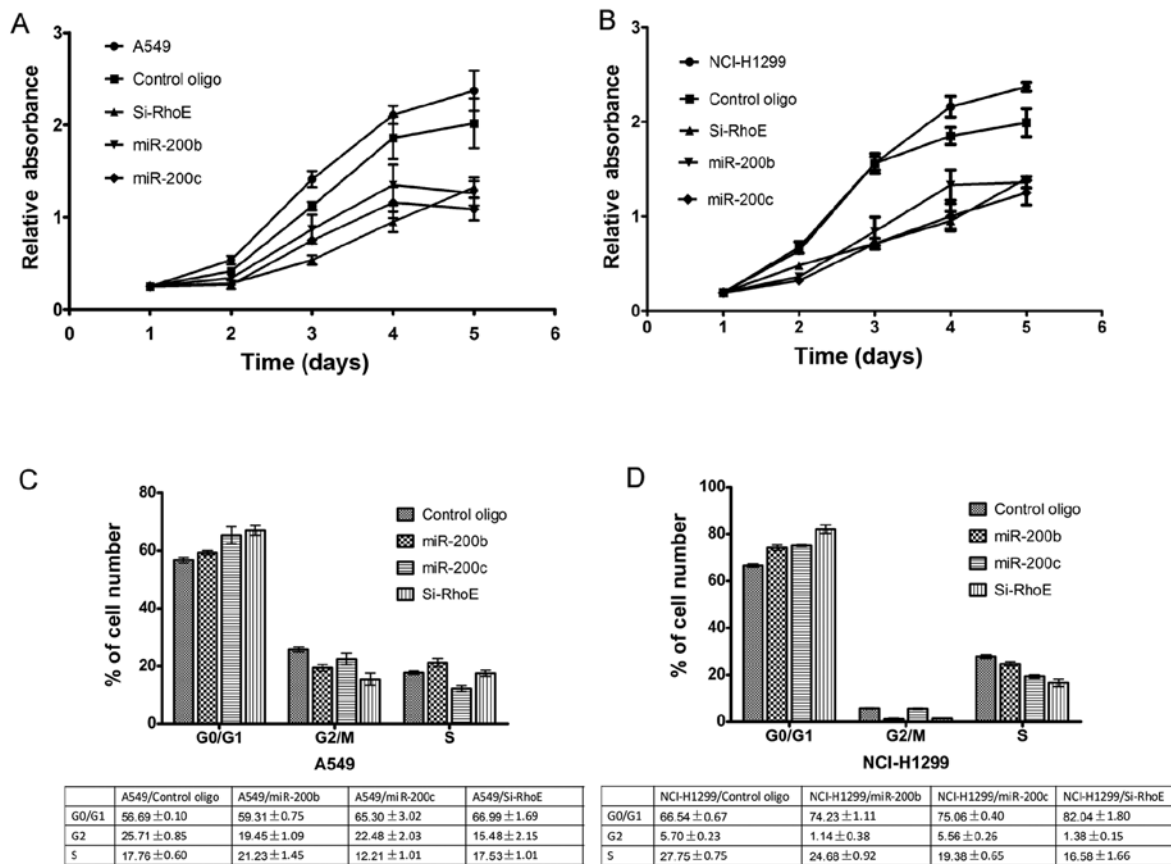 A
A549
Control oligo
Si-RhoE
miR-200b
miR-200c
Relative absorbance
3
2
1
0
0 1 2 3 4 5 6
Time (days)
B
NCI-H1299
Control oligo
Si-RhoE
miR-200b
miR-200c
Relative absorbance
3
2
1
0
0 1 2 3 4 5 6
Time (days)
C
Control oligo
miR-200b
miR-200c
Si-RhoE
% of cell number
80
60
40
20
0
G0/G1 G2/M S
A549
A549/Control oligo A549/miR-200b A549/miR-200c A549/Si-RhoE
G0/G1 56.69±0.10 59.31±0.75 65.30±3.02 66.99±1.69
G2 25.71±0.85 19.45±1.09 22.48±2.03 15.48±2.15
S 17.76±0.60 21.23±1.45 12.21±1.01 17.53±1.01
D
Control oligo
miR-200b
miR-200c
Si-RhoE
% of cell number
100
80
60
40
20
0
G0/G1 G2/M S
NCI-H1299
NCI-H1299/Control oligo NCI-H1299/miR-200b NCI-H1299/miR-200c NCI-H1299/Si-RhoE
G0/G1 66.54±0.67 74.23±1.11 75.06±0.40 82.04±1.80
G2 5.70±0.23 1.14±0.38 5.56±0.26 1.38±0.15
S 27.75±0.75 24.68±0.92 19.38±0.65 16.58±1.66